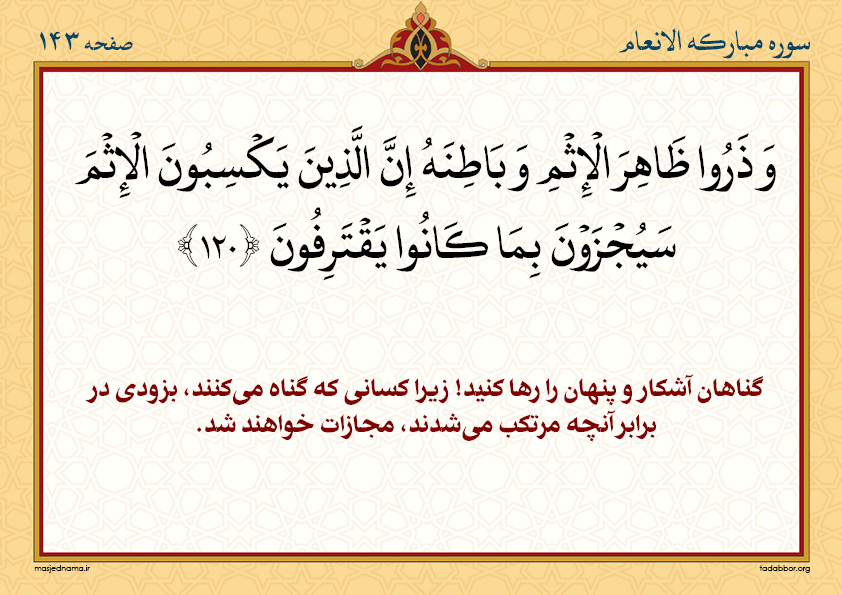 سوره مبارکه الانعام
صفحه ۱۴۳
وَ ذَرُوا ظَاهِرَ الْإِثْمِ وَ بَاطِنَهُ إِنَّ الَّذِينَ يَكْسِبُونَ الْإِثْمَ
سَيُجْزَوْنَ بِمَا كَانُوا يَقْتَرِفُونَ ﴿١٢٠﴾
گناهان آشکار و پنهان را رها کنید! زیرا کسانی که گناه می‌کنند، بزودی در
برابر آنچه مرتکب می‌شدند، مجازات خواهند شد.
masjednama.ir
tadabbor.org